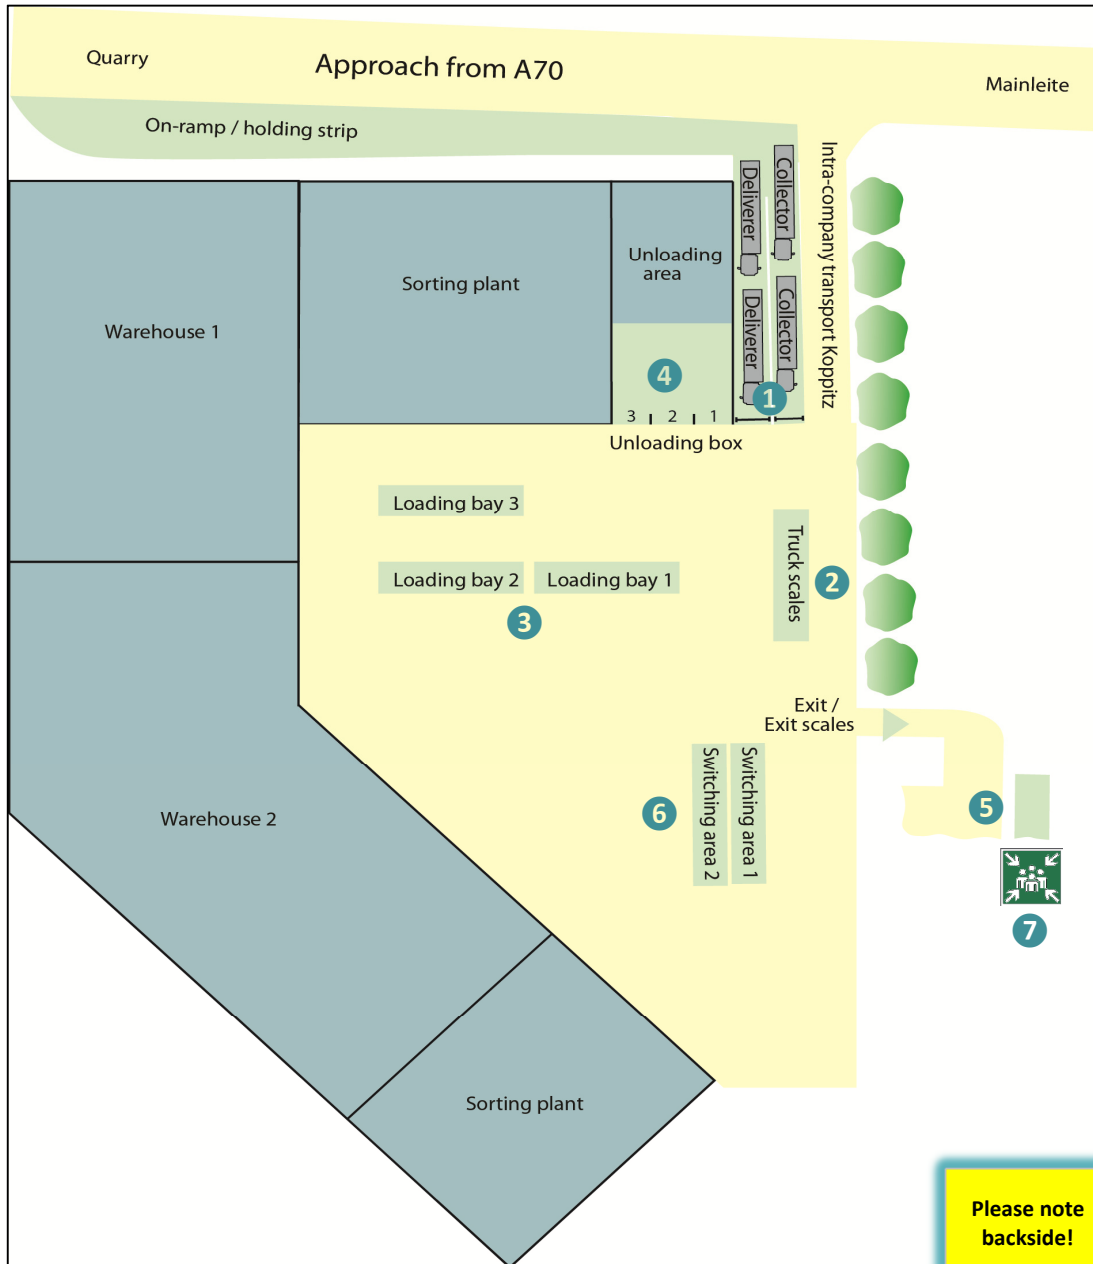 Quarry
Approach from A70
Mainleite
On-ramp / holding strip
Deliverer
Collector
Deliverer
Collector
Intra-company transport Koppitz
Warehouse 1
Sorting plant
Unloading
area
4
1
3 2 1
Unloading box
Loading bay 3
Loading bay 2
Loading bay 1
3
Truck scales
2
Exit /
Exit scales
Warehouse 2
6
Switching area 2
Switching area 1
5
7
Sorting plant
Please note
backside!